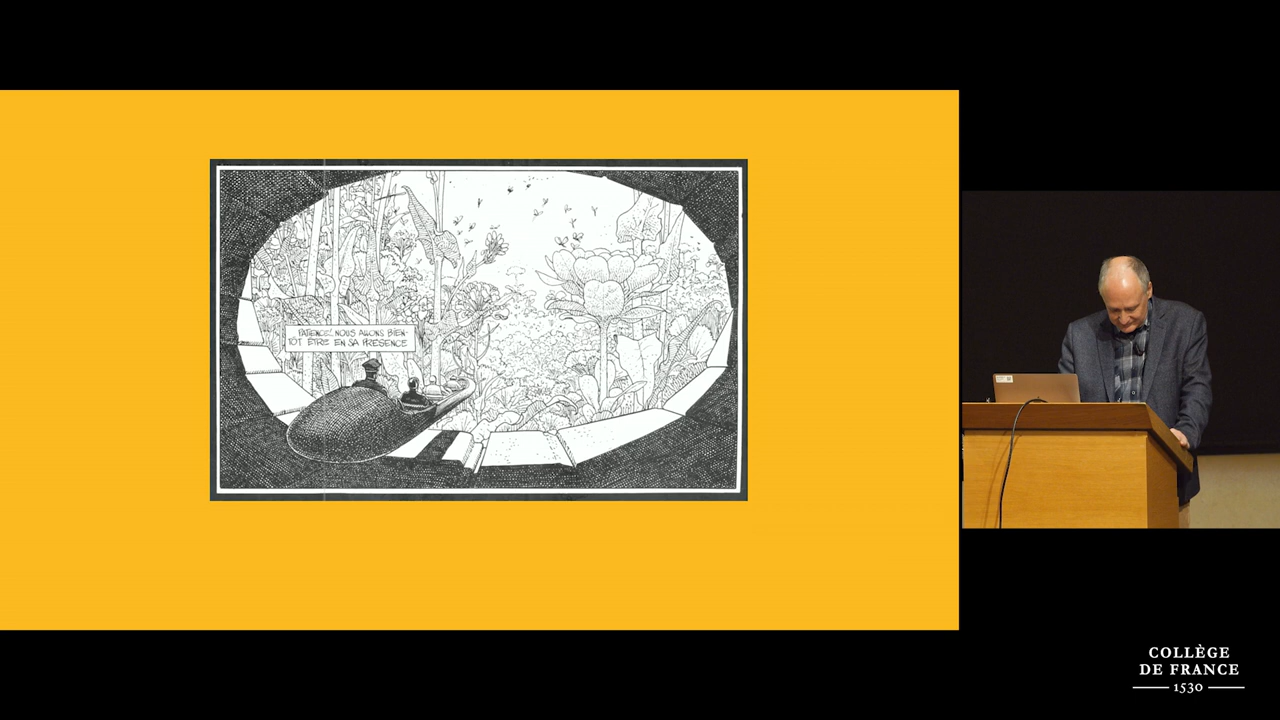 PATIENCE! NOUS ALLONS BIEN-
TÔT ÊTRE EN SA PRÉSENCE
COLLÈGE
DE FRANCE
1530